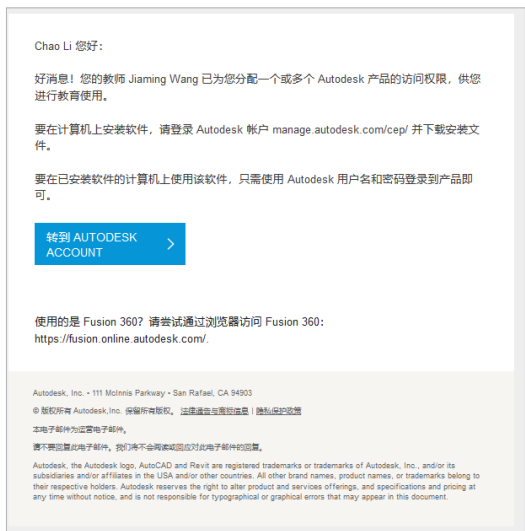 Chao Li 您好：
好消息！您的教师 Jiaming Wang 已为您分配一个或多个 Autodesk 产品的访问权限，供您
进行教育使用。
要在计算机上安装软件，请登录 Autodesk 帐户 manage.autodesk.com/cep/ 并下载安装文
件。
要在已安装软件的计算机上使用该软件，只需使用 Autodesk 用户名和密码登录到产品即
可。
转到 AUTODESK
ACCOUNT
使用的是 Fusion 360？请尝试通过浏览器访问 Fusion 360：
https://fusion.online.autodesk.com/.
Autodesk, Inc. • 111 McInnis Parkway • San Rafael, CA 94903
© 版权所有 Autodesk,Inc. 保留所有版权。 法律通告与商标信息 | 隐私保护政策
本电子邮件为运营电子邮件。
请不要回复此电子邮件。我们将不会阅读或回应对此电子邮件的回复。
Autodesk, the Autodesk logo, AutoCAD and Revit are registered trademarks or trademarks of Autodesk, Inc., and/or its
subsidiaries and/or affiliates in the USA and/or other countries. All other brand names, product names, or trademarks belong to
their respective holders. Autodesk reserves the right to alter product and services offerings, and specifications and pricing at
any time without notice, and is not responsible for typographical or graphical errors that may appear in this document.